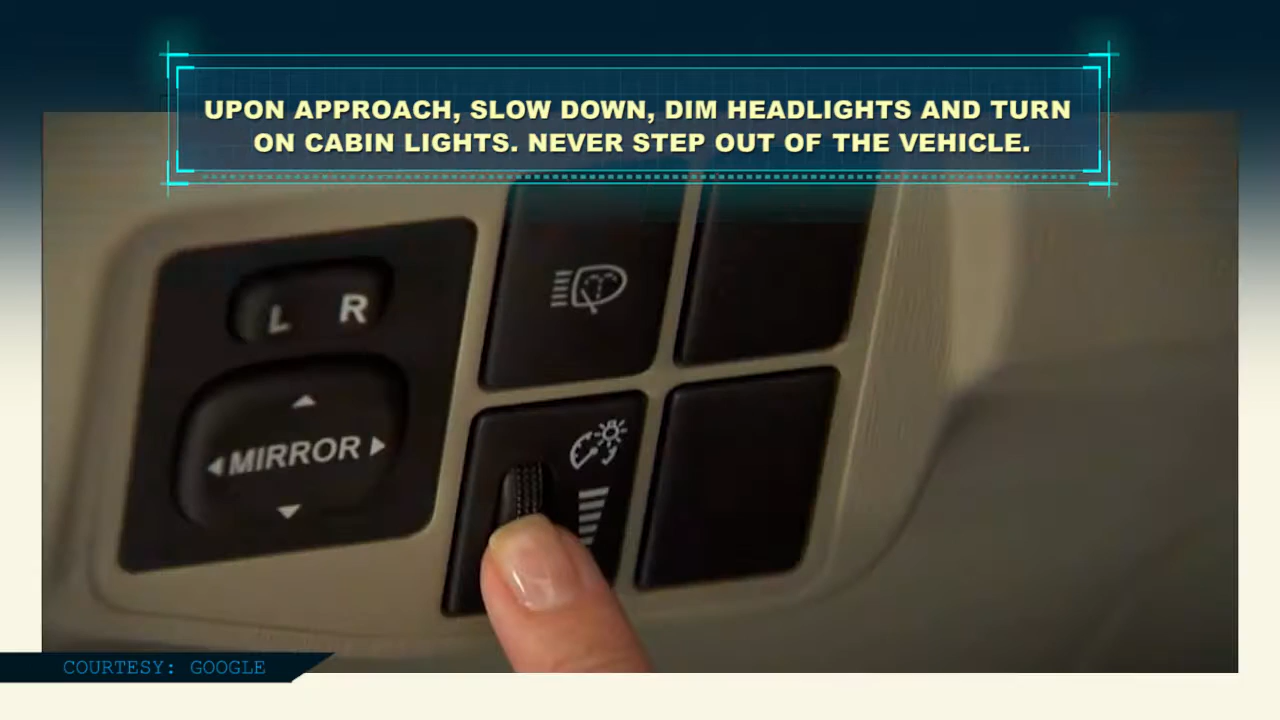 UPON APPROACH, SLOW DOWN, DIM HEADLIGHTS AND TURN
ON CABIN LIGHTS. NEVER STEP OUT OF THE VEHICLE.
L R
MIRROR
COURTESY: GOOGLE